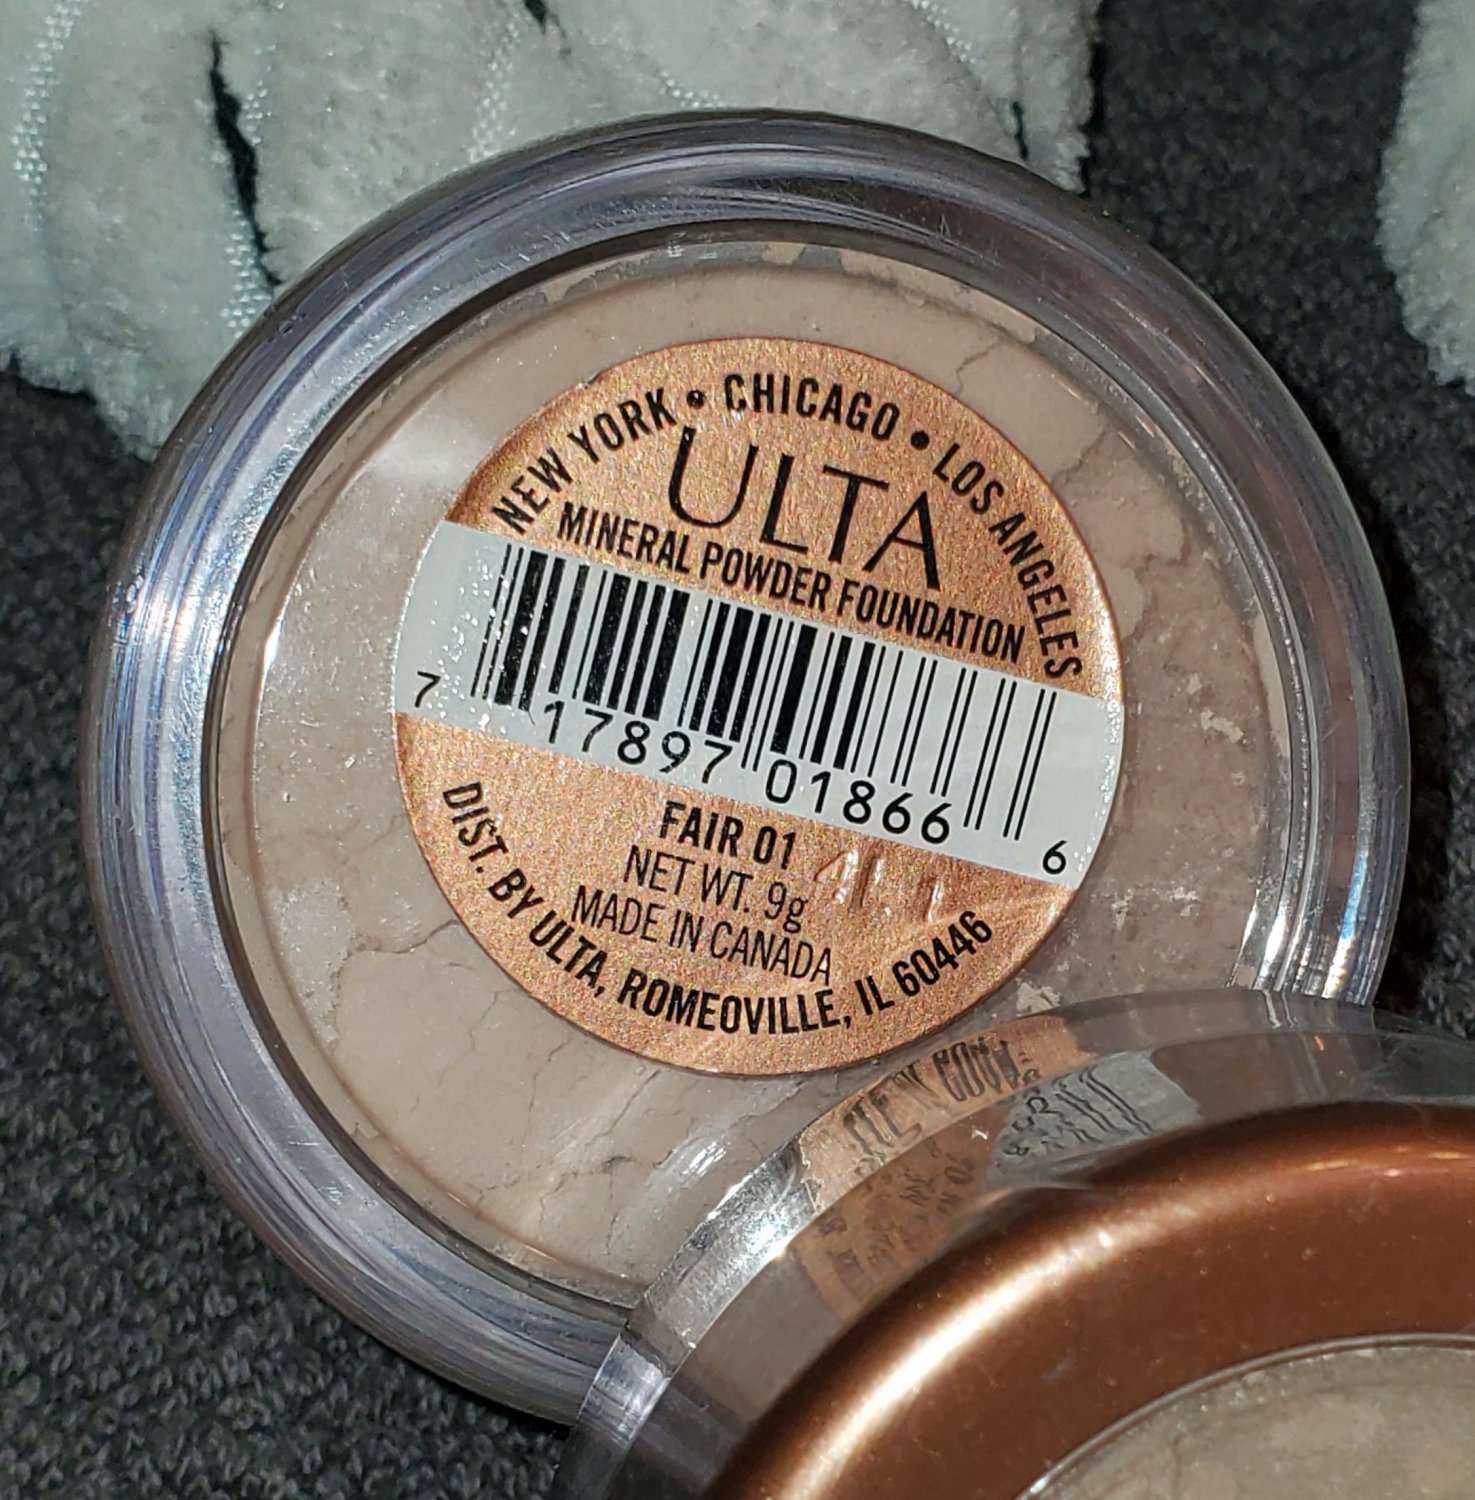 NEW YORK • CHICAGO • LOS ANGELES
ULTA
MINERAL POWDER FOUNDATION
7 17897 01866 6
FAIR 01
NET WT. 9g
MADE IN CANADA
DIST. BY ULTA, ROMEOVILLE, IL 60446